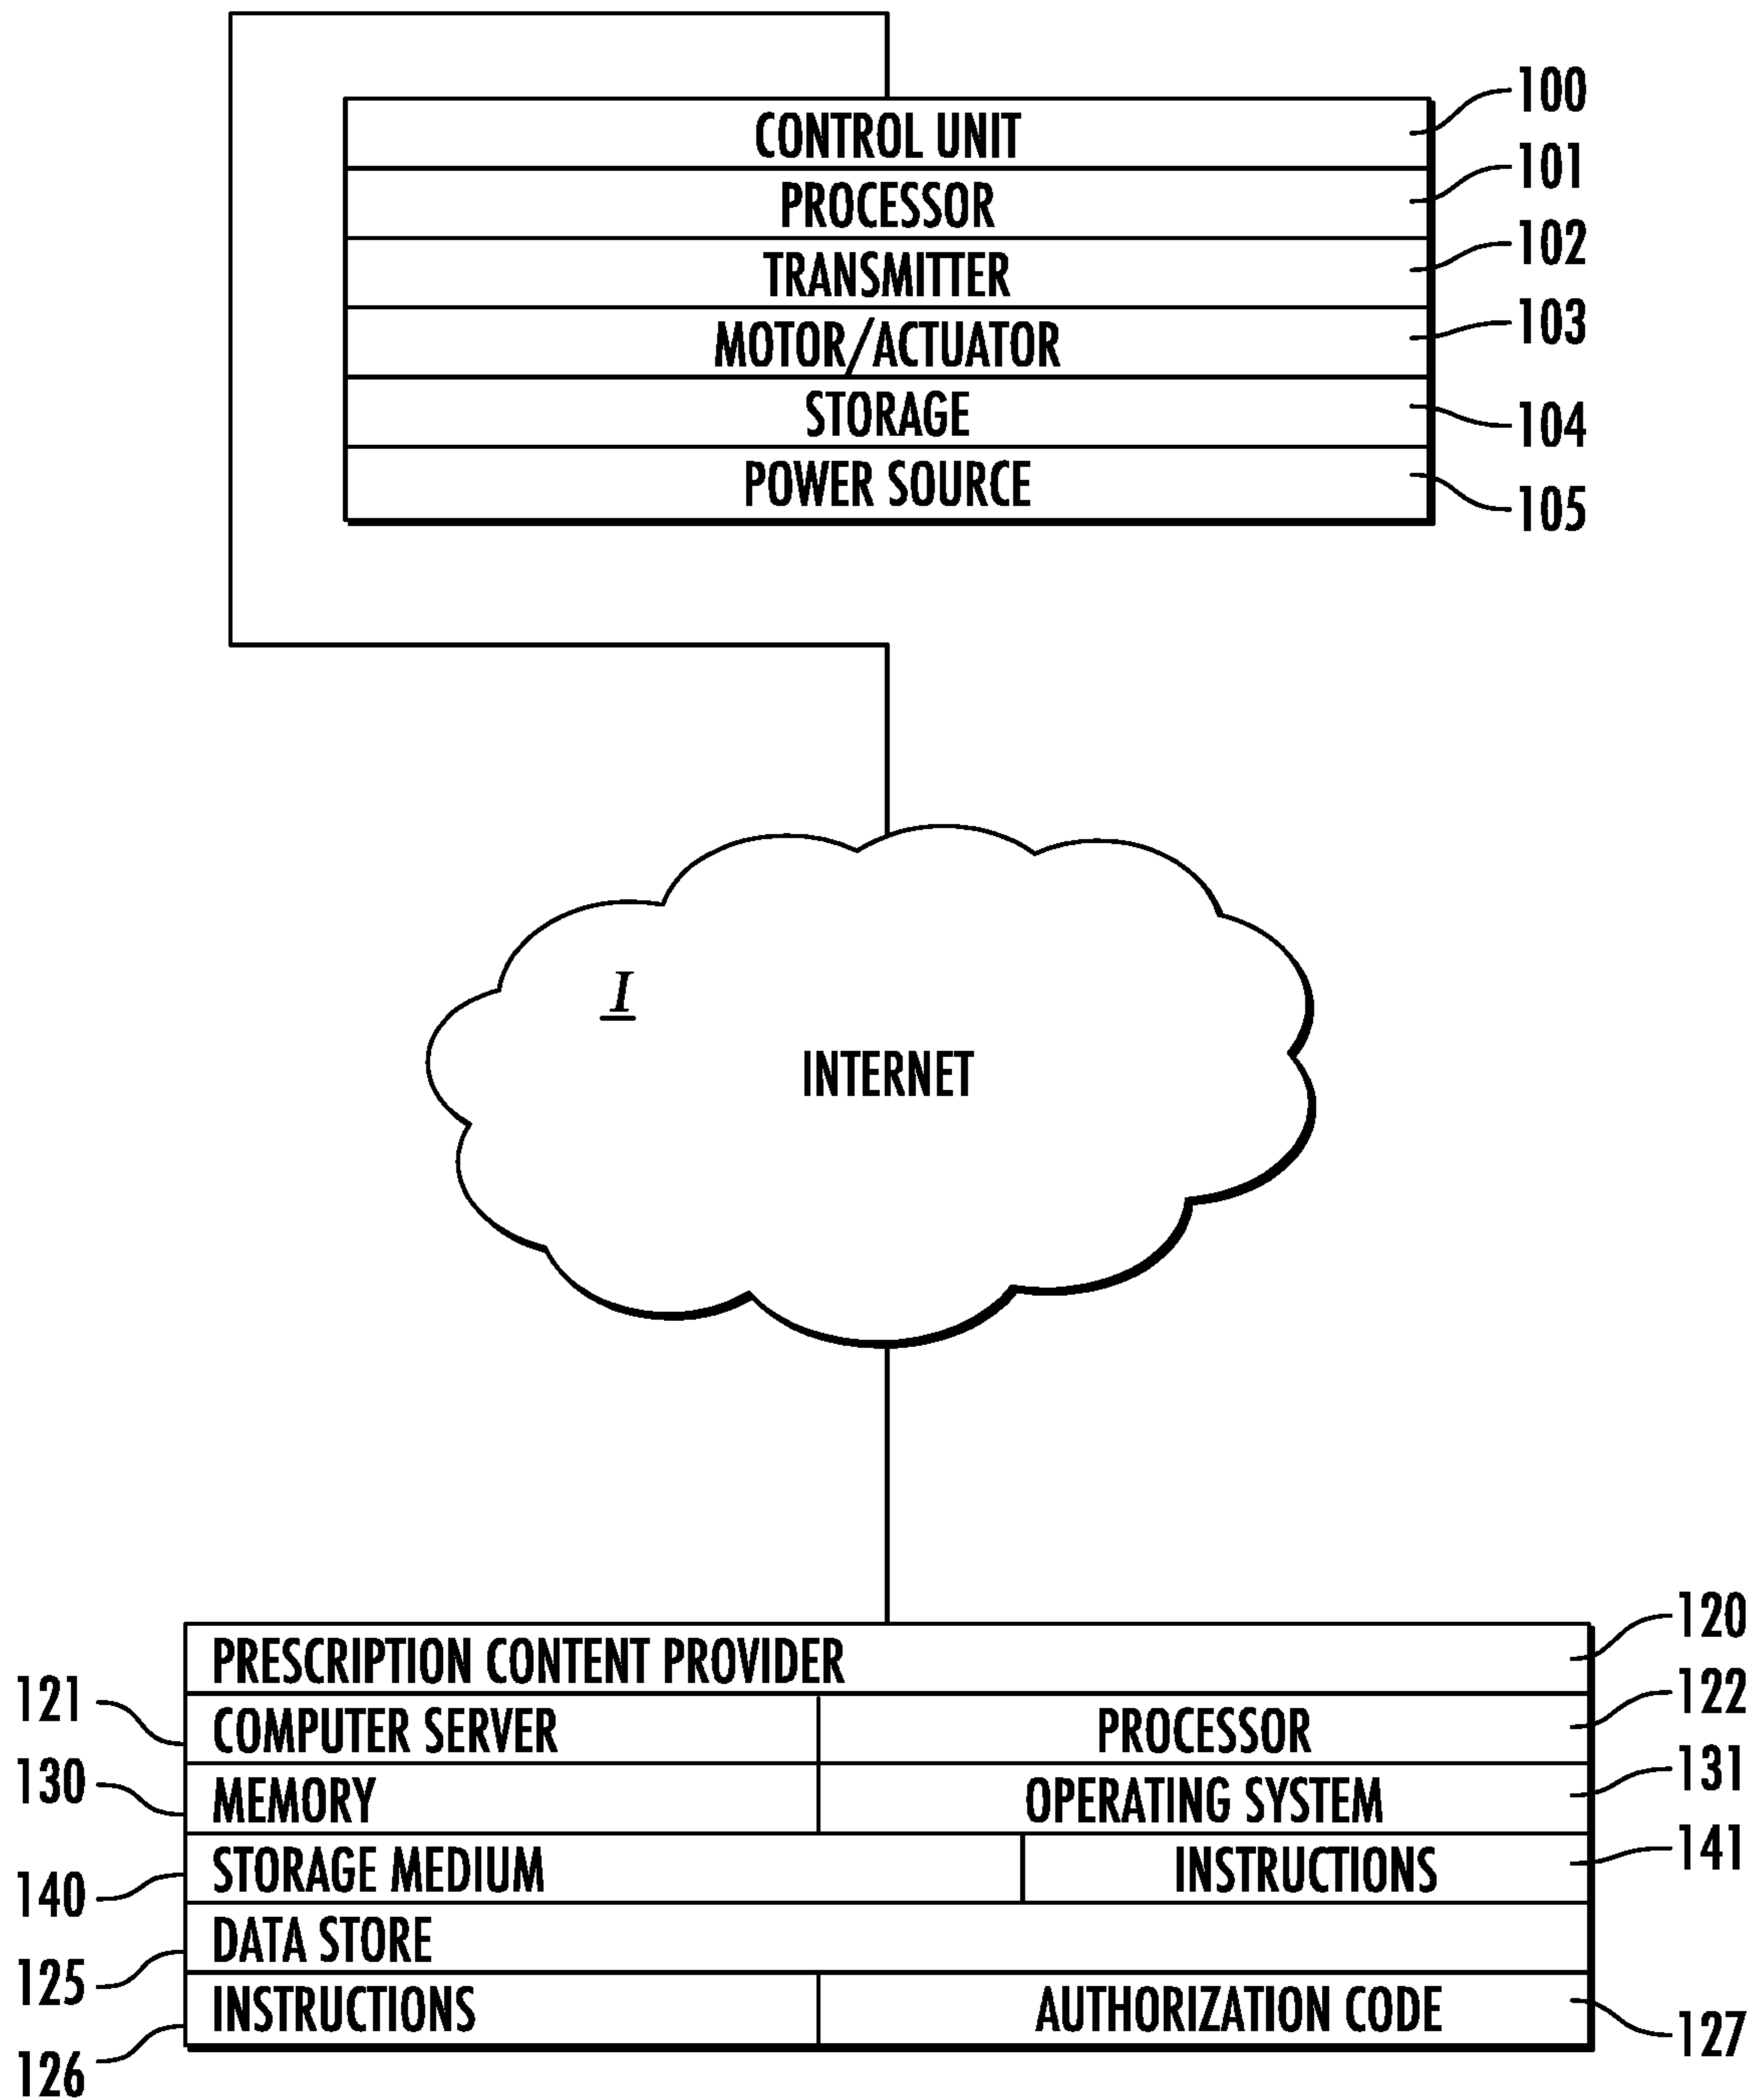 CONTROL UNIT 100
PROCESSOR 101
TRANSMITTER 102
MOTOR/ACTUATOR 103
STORAGE 104
POWER SOURCE 105
I
INTERNET
PRESCRIPTION CONTENT PROVIDER 120
121 COMPUTER SERVER PROCESSOR 122
130 MEMORY OPERATING SYSTEM 131
140 STORAGE MEDIUM INSTRUCTIONS 141
125 DATA STORE
126 INSTRUCTIONS AUTHORIZATION CODE 127